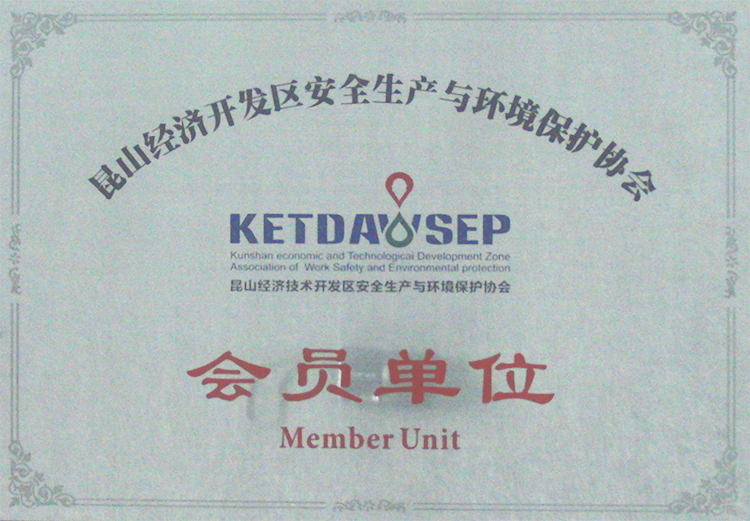 昆山经济开发区安全生产与环境保护协会
KETDAWSEP
Kunshan economic and Technological Development Zone
Association of Work Safety and Environmental protection
昆山经济技术开发区安全生产与环境保护协会
会员单位
Member Unit